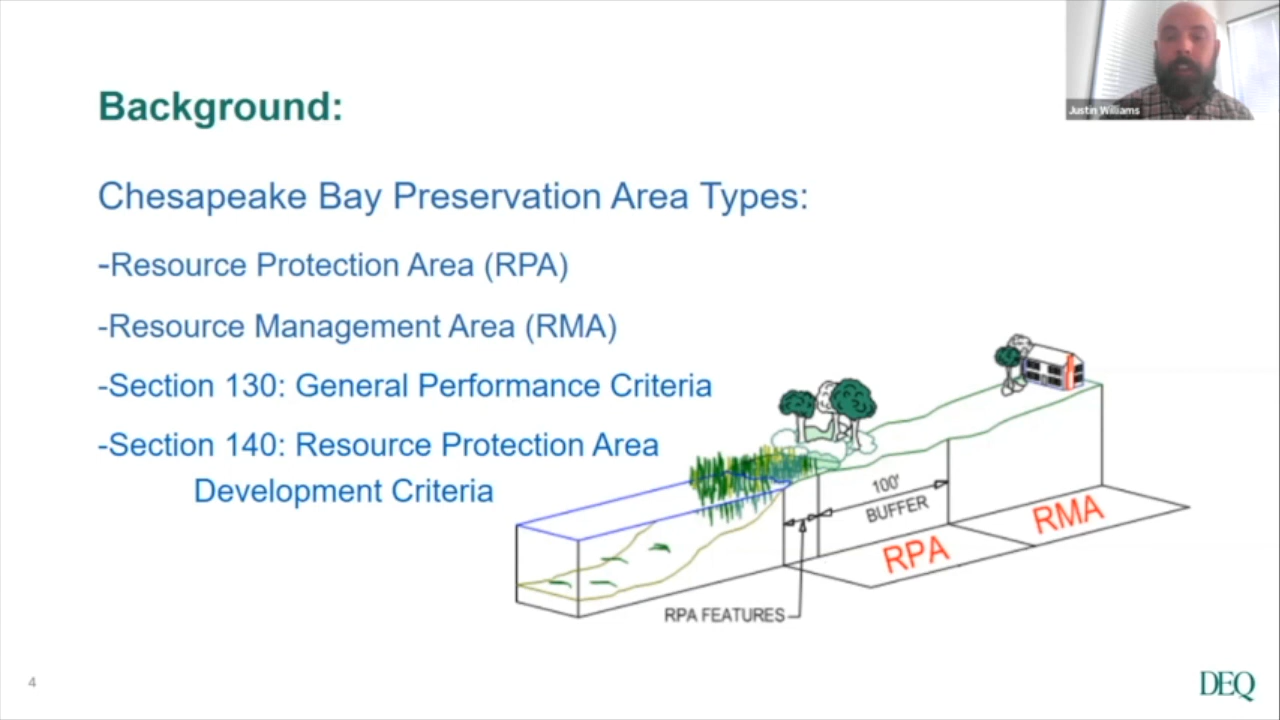 Justin Williams
Background:
Chesapeake Bay Preservation Area Types:
-Resource Protection Area (RPA)
-Resource Management Area (RMA)
-Section 130: General Performance Criteria
-Section 140: Resource Protection Area
Development Criteria
100'
BUFFER
RPA
RMA
RPA FEATURES
4
DEQ